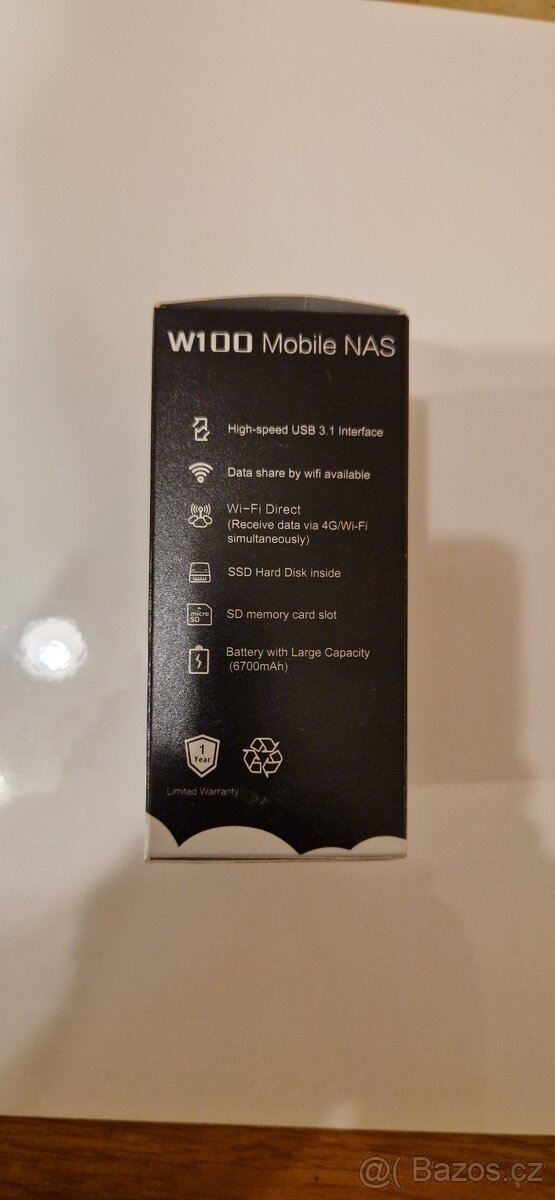 W100 Mobile NAS
High-speed USB 3.1 Interface
Data share by wifi available
Wi-Fi Direct
(Receive data via 4G/Wi-Fi
simultaneously)
SSD Hard Disk inside
micro
SD
SD memory card slot
Battery with Large Capacity
(6700mAh)
1
Year
Limited Warranty
@( Bazos.cz